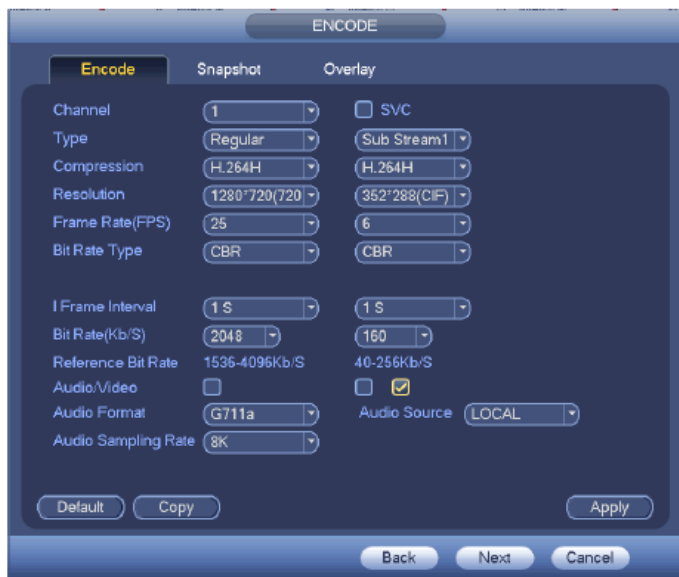 ENCODE
Encode Snapshot Overlay
Channel 1 SVC
Type Regular Sub Stream1
Compression H.264H H.264H
Resolution 1280*720(720 352*288(CIF)
Frame Rate(FPS) 25 6
Bit Rate Type CBR CBR
I Frame Interval 1 S 1 S
Bit Rate(Kb/S) 2048 160
Reference Bit Rate 1536-4096Kb/S 40-256Kb/S
Audio/Video
Audio Format G711a Audio Source LOCAL
Audio Sampling Rate 8K
Default Copy Apply
Back Next Cancel